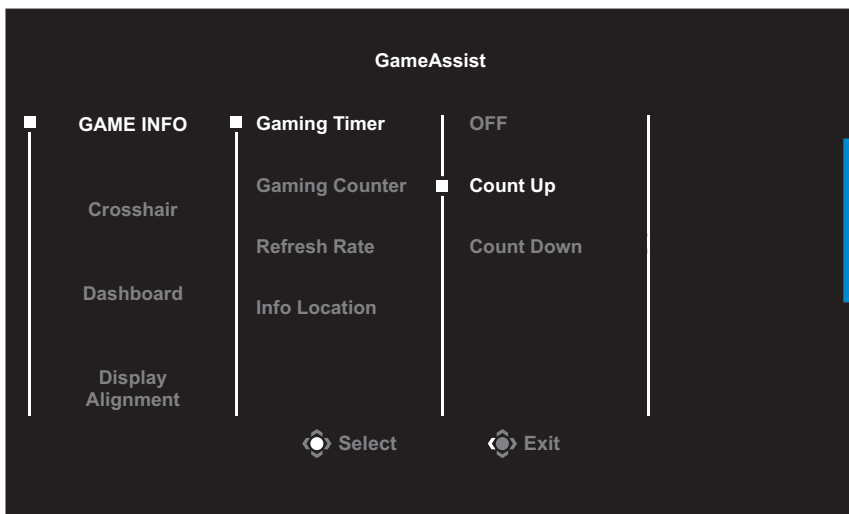 GameAssist
GAME INFO
Crosshair
Dashboard
Display
Alignment
Gaming Timer
Gaming Counter
Refresh Rate
Info Location
OFF
Count Up
Count Down
Select
Exit